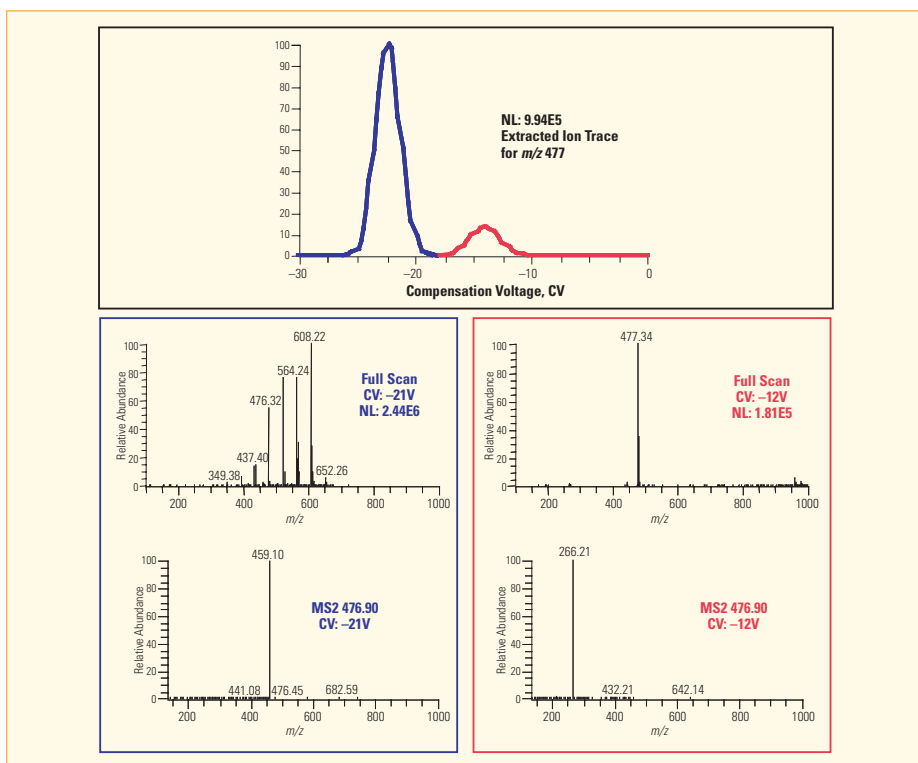 100
90
80
70
60
50
40
30
20
10
0
NL: 9.94E5
Extracted Ion Trace
for m/z 477
–30 –20 –10 0
Compensation Voltage, CV
608.22
100
80
60
40
20
0
Relative Abundance
564.24
476.32
437.40
349.38
652.26
Full Scan
CV: –21V
NL: 2.44E6
200 400 600 800 1000
m/z
459.10
100
80
60
40
20
0
Relative Abundance
MS2 476.90
CV: –21V
441.08 476.45 682.59
200 400 600 800 1000
m/z
477.34
100
80
60
40
20
0
Relative Abundance
Full Scan
CV: –12V
NL: 1.81E5
200 400 600 800 1000
m/z
266.21
100
80
60
40
20
0
Relative Abundance
MS2 476.90
CV: –12V
432.21 642.14
200 400 600 800 1000
m/z